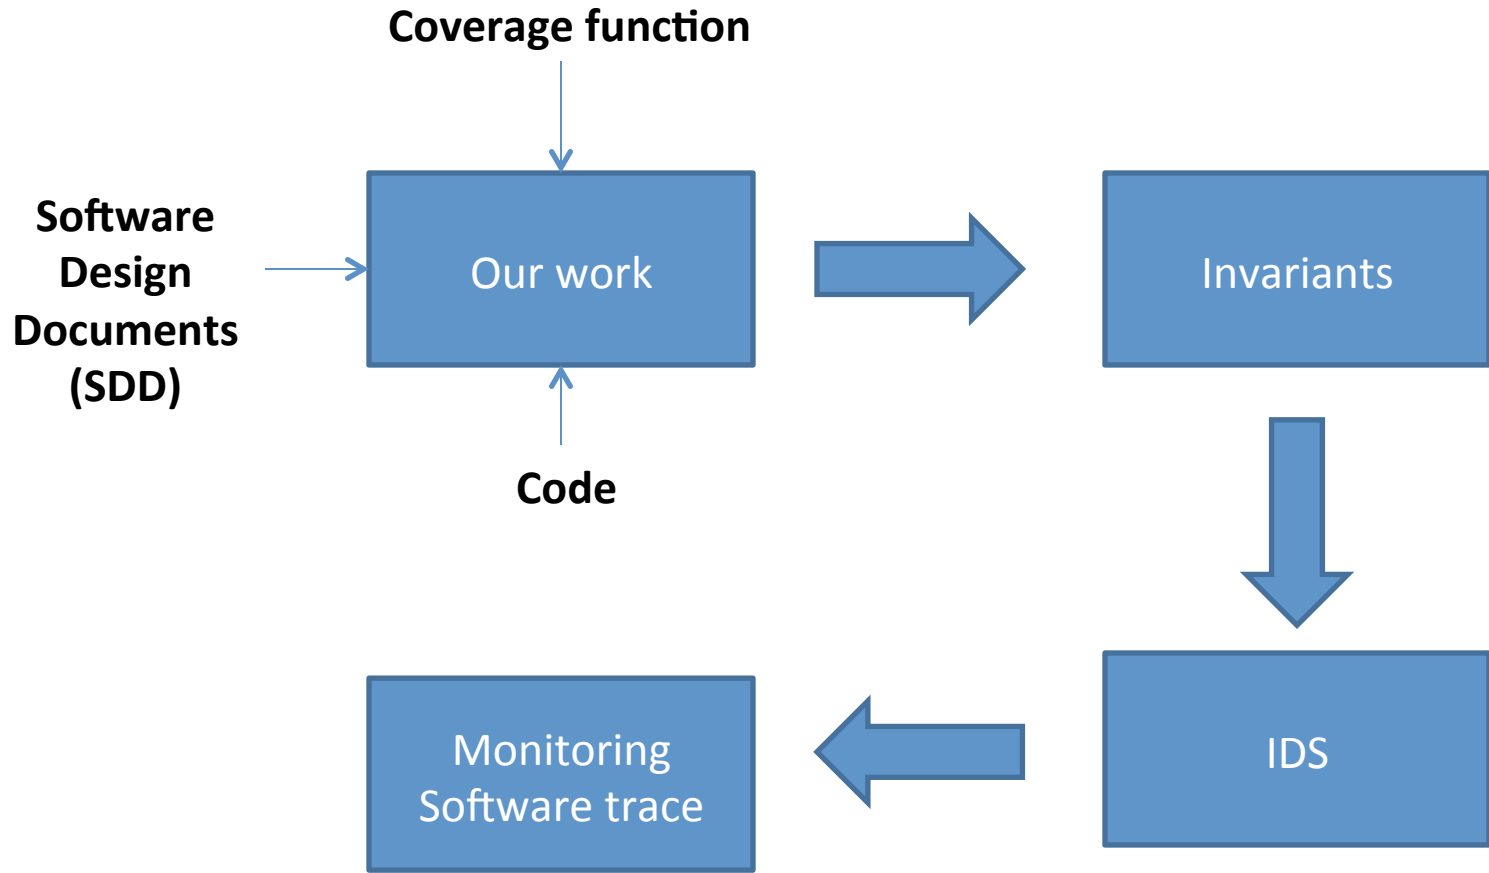 Coverage function
Software
Design
Documents
(SDD)
Our work
Invariants
Code
Monitoring
Software trace
IDS